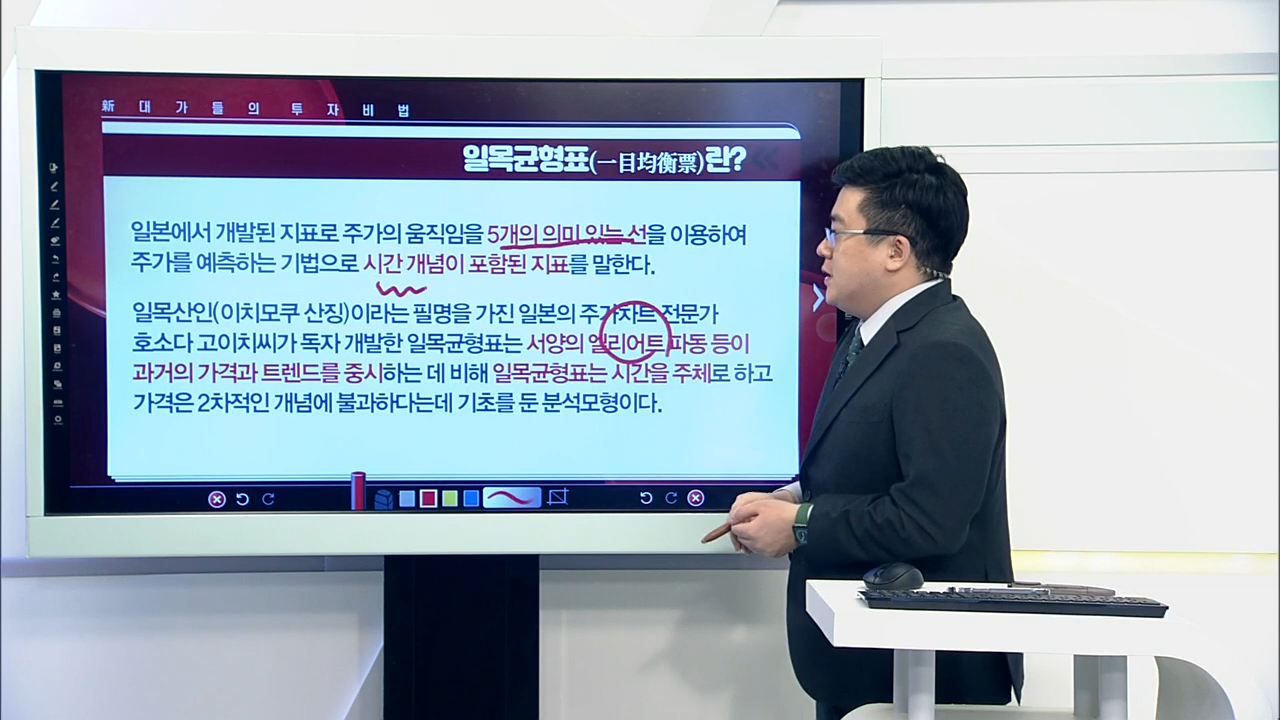 新 대 가 들 의 투 자 비 법
일목균형표(一目均衡票)란?
일본에서 개발된 지표로 주가의 움직임을 5개의 의미 있는 선을 이용하여
주가를 예측하는 기법으로 시간 개념이 포함된 지표를 말한다.
일목산인(이치모쿠 산징)이라는 필명을 가진 일본의 주가차트 전문가
호소다 고이치씨가 독자 개발한 일목균형표는 서양의 엘리어트 파동 등이
과거의 가격과 트렌드를 중시하는 데 비해 일목균형표는 시간을 주체로 하고
가격은 2차적인 개념에 불과하다는데 기초를 둔 분석모형이다.